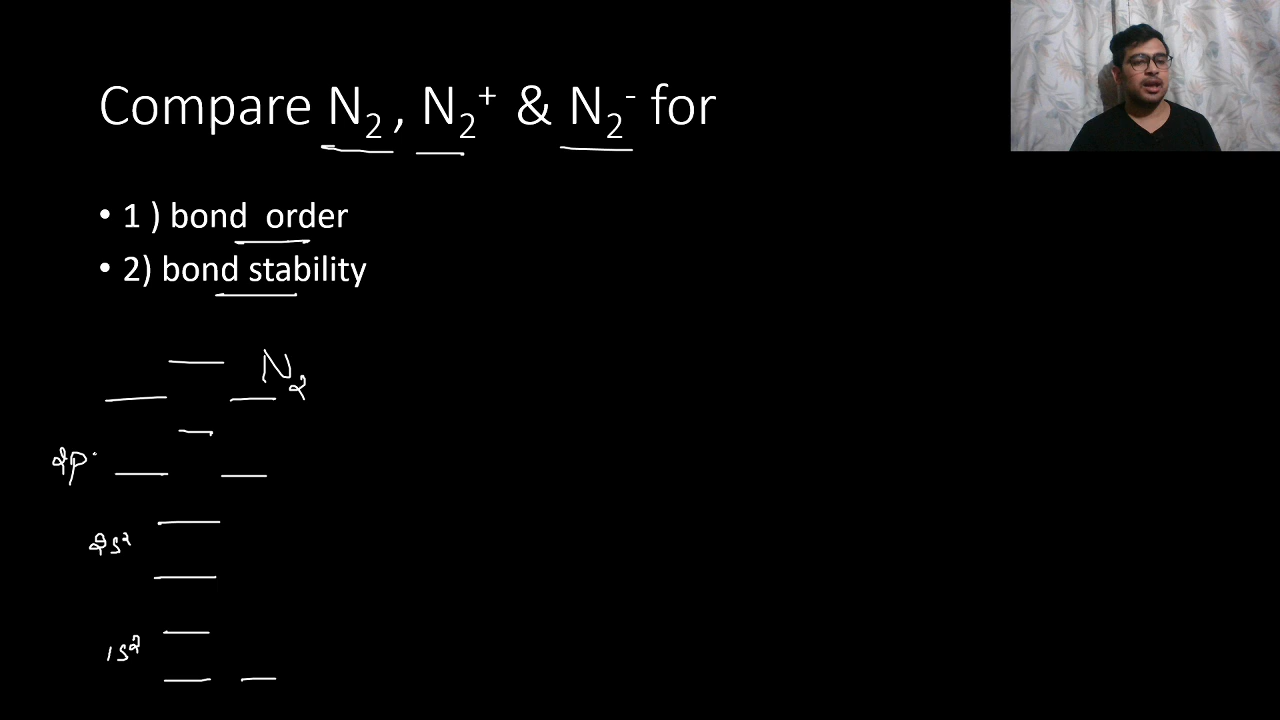 Compare N₂, N₂⁺ & N₂⁻ for
• 1 ) bond order
• 2) bond stability
N₂
2p
2s²
1s²